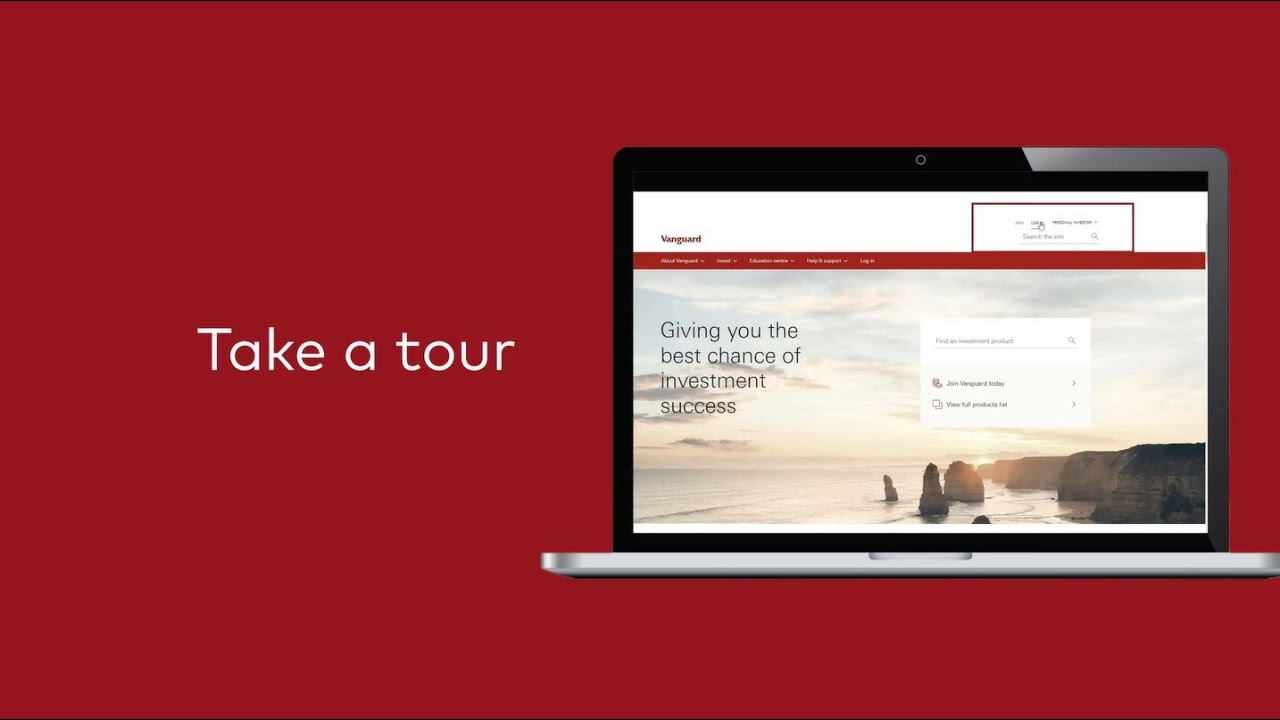 Take a tour
JOIN LOG IN PERSONAL INVESTOR
Search the site
Vanguard
About Vanguard Invest Education centre Help & support Log in
Giving you the
best chance of
investment
success
Find an investment product
Join Vanguard today
View full products list